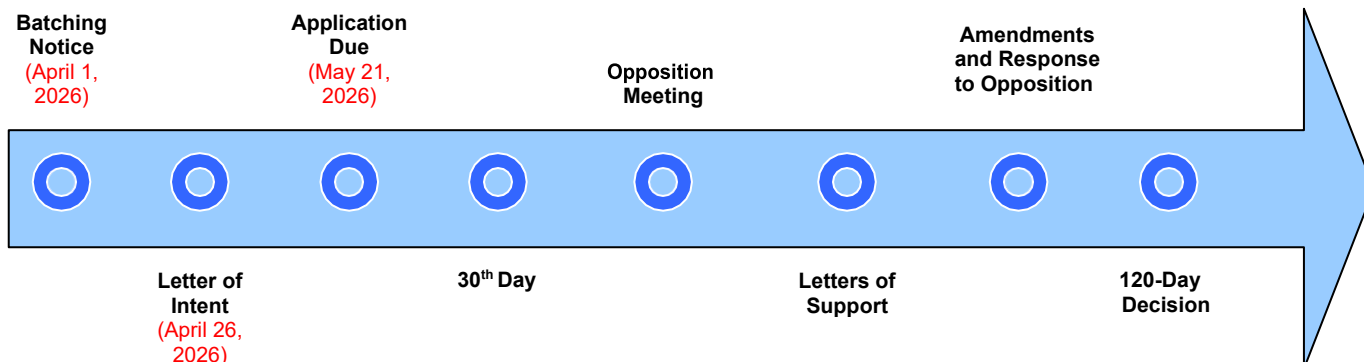 Batching
Notice
(April 1,
2026)
Letter of
Intent
(April 26,
2026)
Application
Due
(May 21,
2026)
30th Day
Opposition
Meeting
Letters of
Support
Amendments
and Response
to Opposition
120-Day
Decision